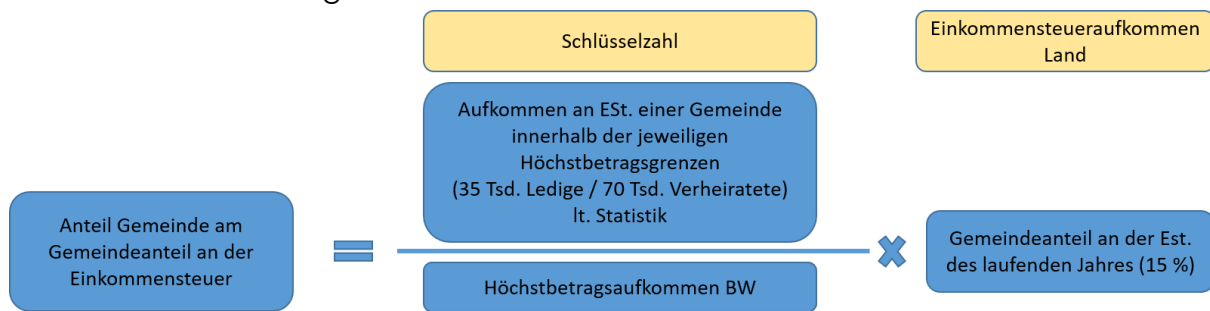 Schlüsselzahl
Einkommensteueraufkommen
Land
Aufkommen an ESt. einer Gemeinde
innerhalb der jeweiligen
Höchstbetragsgrenzen
(35 Tsd. Ledige / 70 Tsd. Verheiratete)
lt. Statistik
Anteil Gemeinde am
Gemeindeanteil an der
Einkommensteuer
Höchstbetragsaufkommen BW
Gemeindeanteil an der Est.
des laufenden Jahres (15 %)